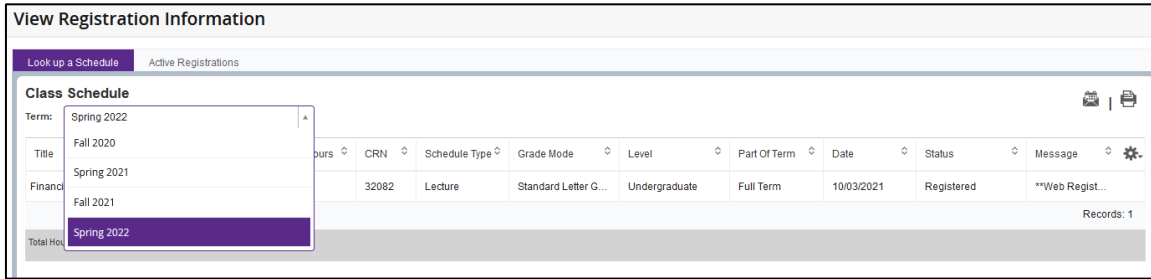 View Registration Information
Look up a Schedule Active Registrations
Class Schedule
|
Term: Spring 2022
Fall 2020
Title CRN Schedule Type Grade Mode Level Part Of Term Date Status Message
Spring 2021
Financi 32082 Lecture Standard Letter G... Undergraduate Full Term 10/03/2021 Registered **Web Regist...
Fall 2021
Records: 1
Spring 2022
Total Hou